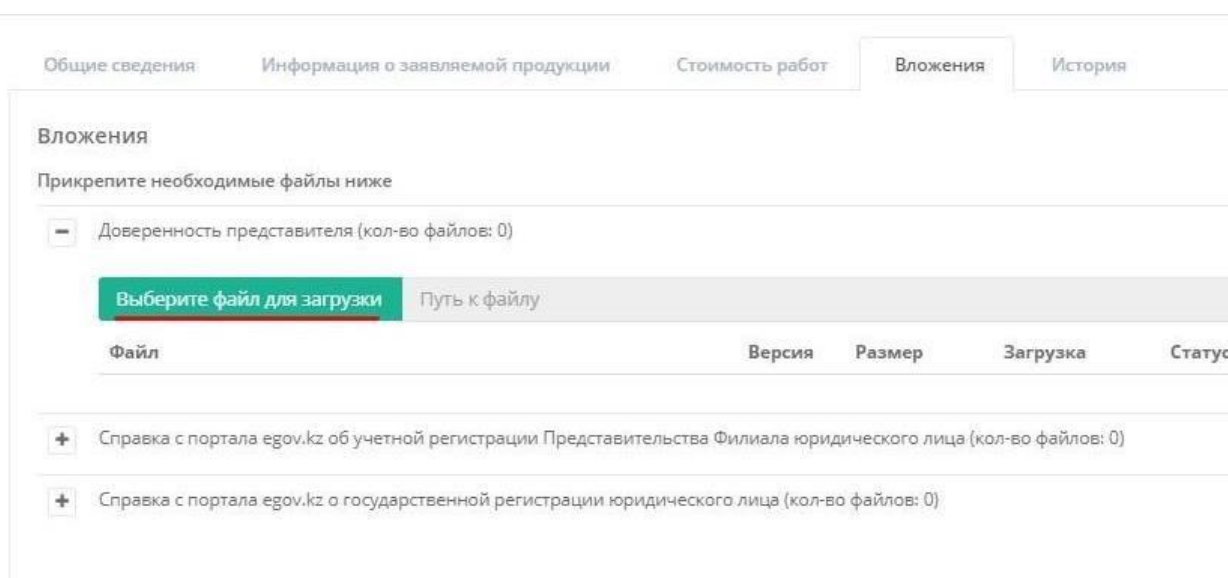 Общие сведения Информация о заявляемой продукции Стоимость работ Вложения История
Вложения
Прикрепите необходимые файлы ниже
Доверенность представителя (кол-во файлов: 0)
Выберите файл для загрузки Путь к файлу
Файл Версия Размер Загрузка Статус
Справка с портала egov.kz об учетной регистрации Представительства Филиала юридического лица (кол-во файлов: 0)
Справка с портала egov.kz о государственной регистрации юридического лица (кол-во файлов: 0)